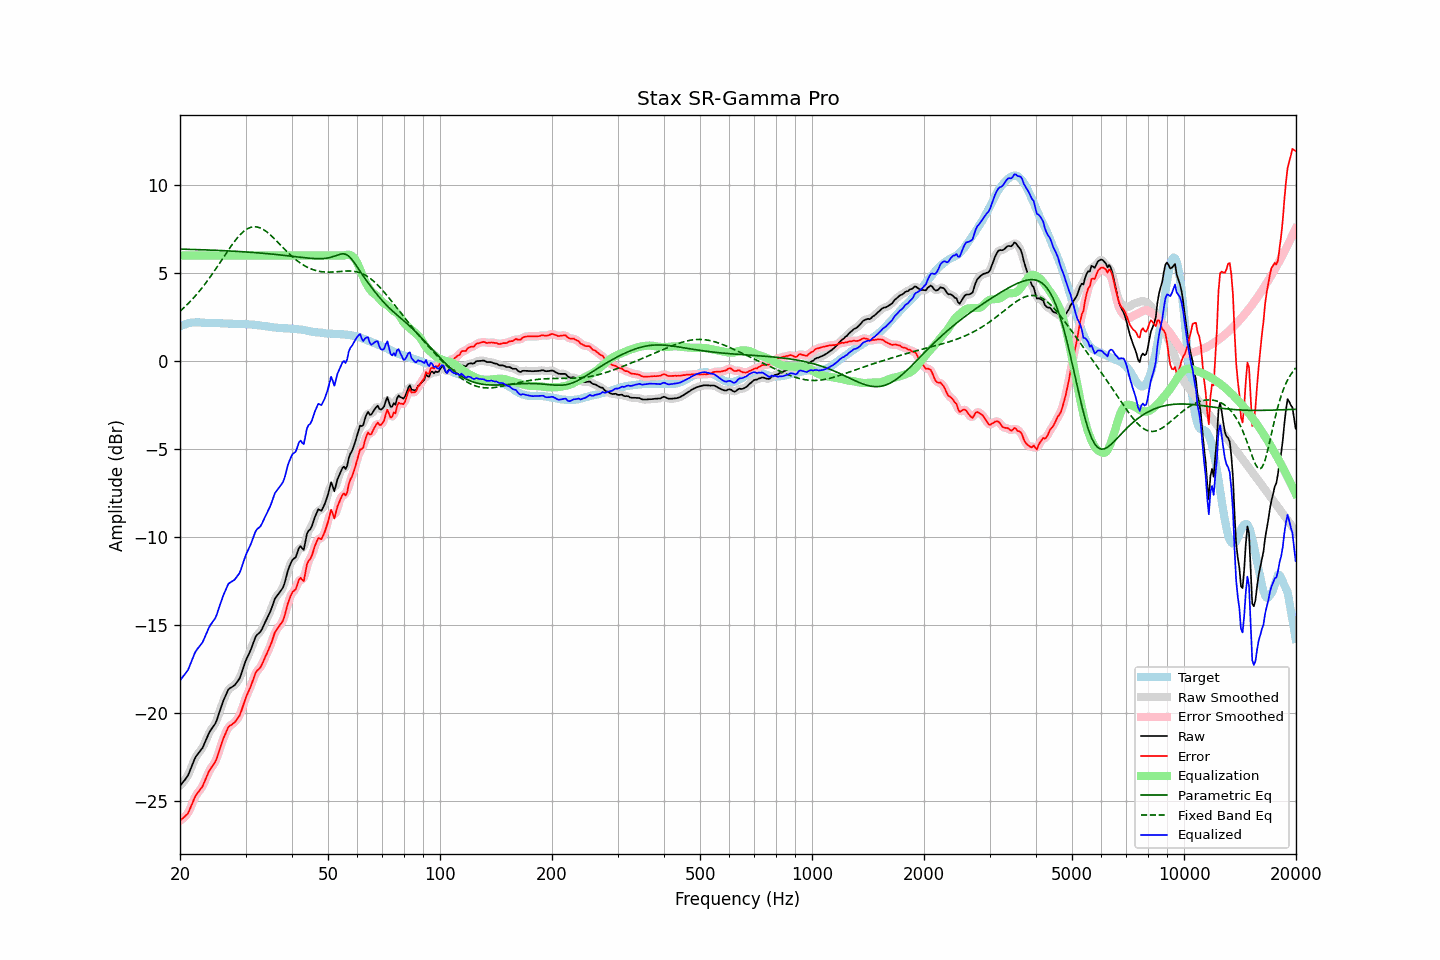 Stax SR-Gamma Pro
Amplitude (dBr)
10
5
0
−5
−10
−15
−20
−25
20
50
100
200
500
1000
2000
5000
10000
20000
Frequency (Hz)
Target
Raw Smoothed
Error Smoothed
Raw
Error
Equalization
Parametric Eq
Fixed Band Eq
Equalized